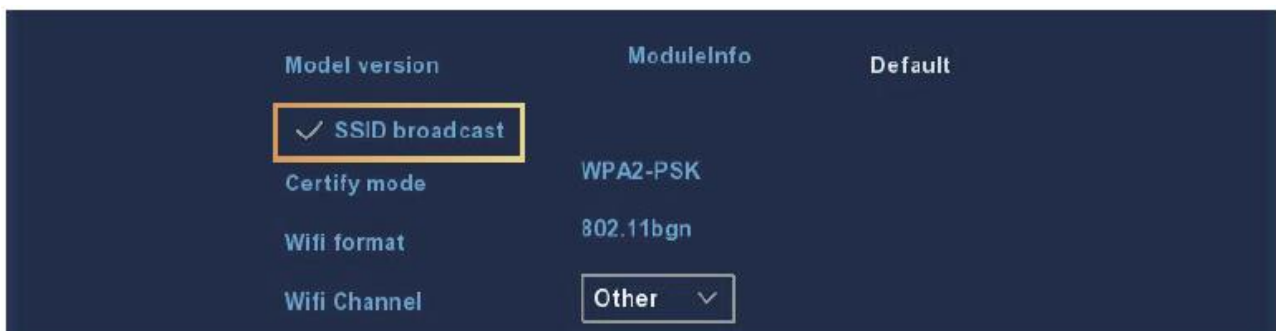 Model version ModuleInfo Default
SSID broadcast
Certify mode WPA2-PSK
Wifi format 802.11bgn
Wifi Channel Other